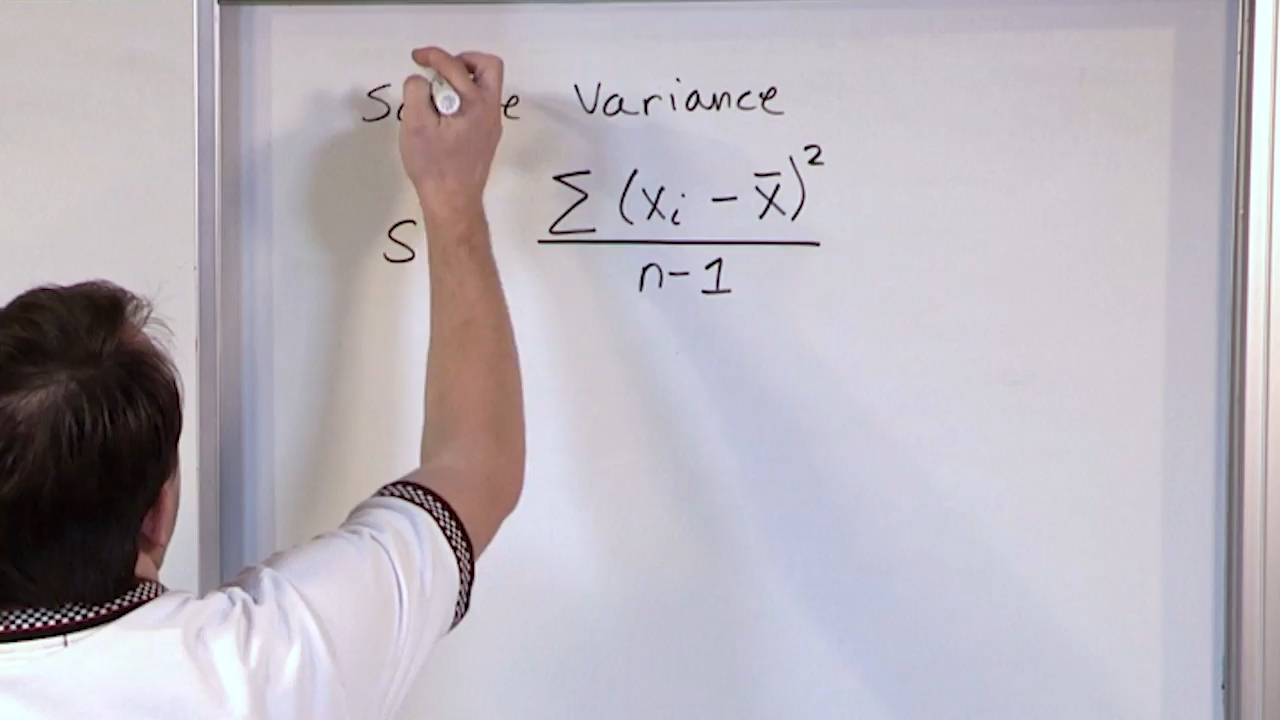 Variance
S
∑ (xᵢ - x̄)²
n-1